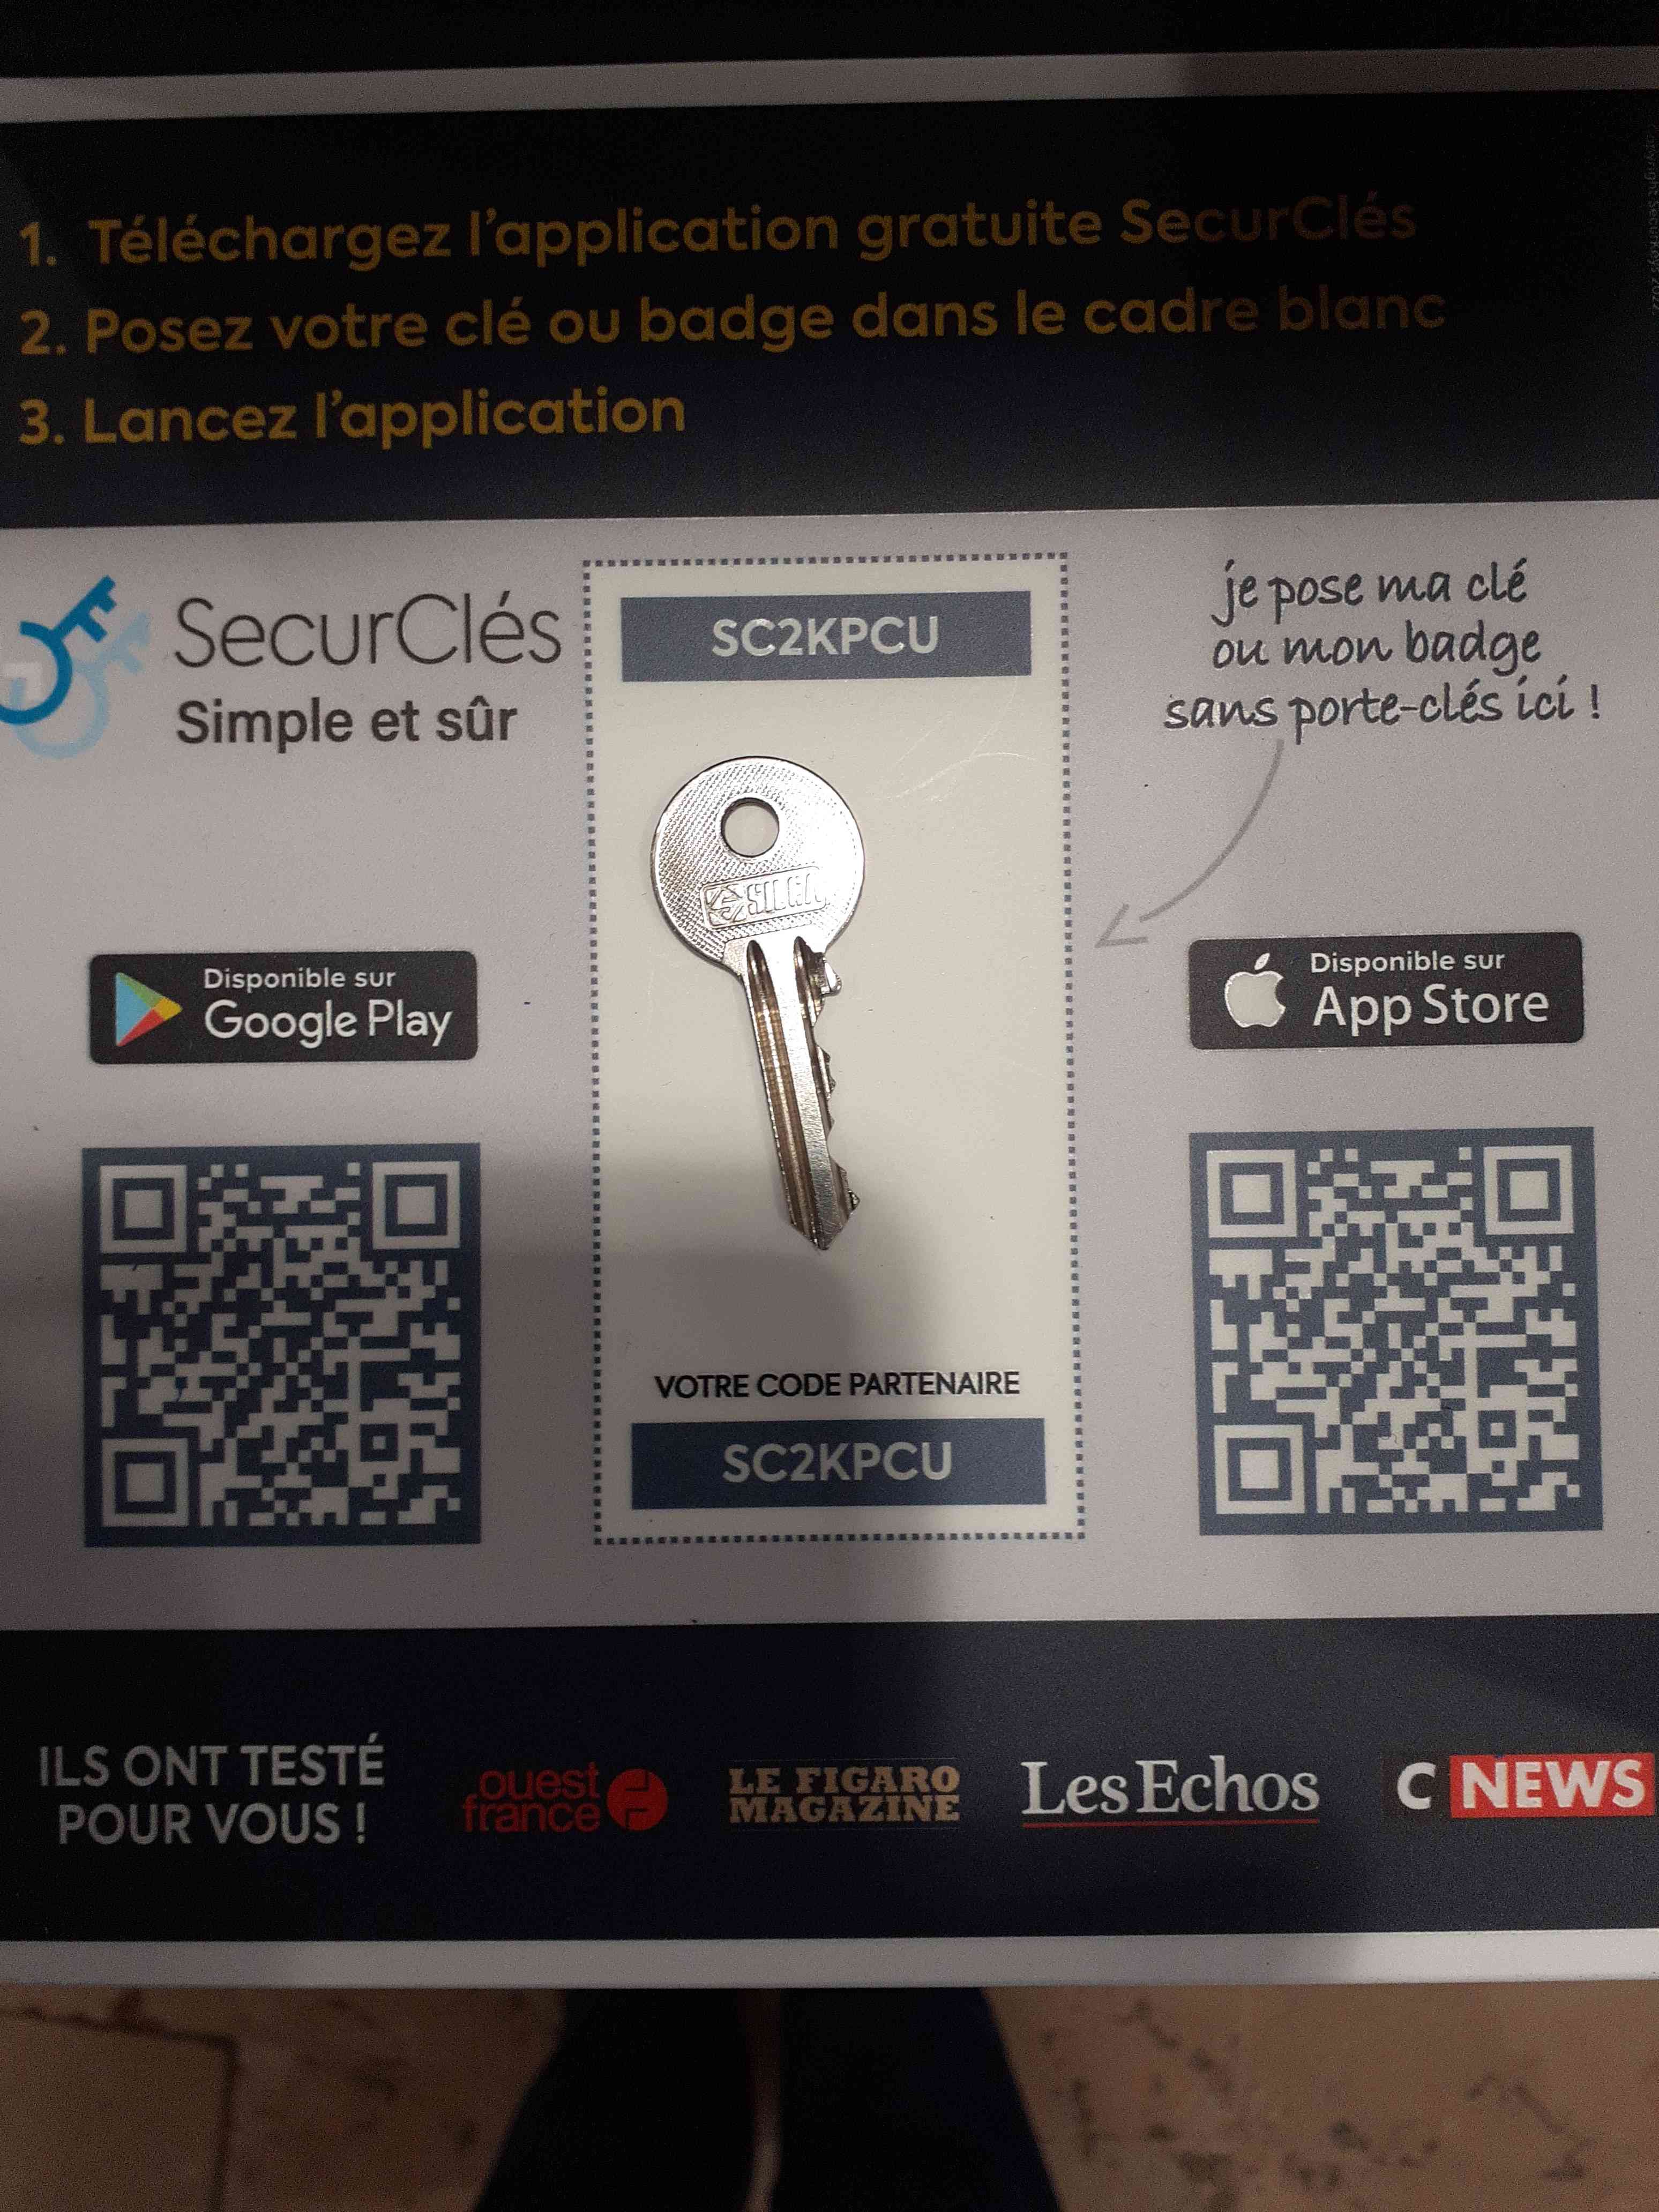 1. Téléchargez l'application gratuite SecurClés
2. Posez votre clé ou badge dans le cadre blanc
3. Lancez l'application
SecurClés
Simple et sûr
SC2KPCU
je pose ma clé
ou mon badge
sans porte-clés ici !
SILCA
Disponible sur
Google Play
Disponible sur
App Store
VOTRE CODE PARTENAIRE
SC2KPCU
ILS ONT TESTÉ
POUR VOUS !
ouest
france
LE FIGARO
MAGAZINE
Les Echos
C NEWS